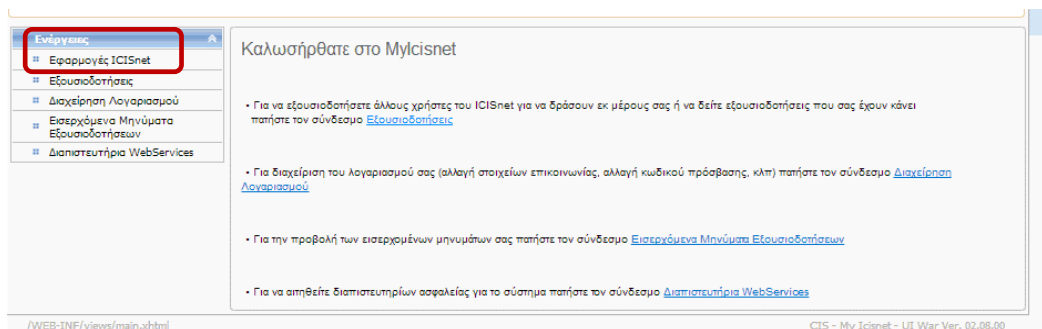 Ενέργειες
Εφαρμογές ICISnet
Εξουσιοδοτήσεις
Διαχείρηση Λογαριασμού
Εισερχόμενα Μηνύματα
Εξουσιοδοτήσεων
Διαπιστευτήρια WebServices
Καλωσήρθατε στο MyIcisnet
• Για να εξουσιοδοτήσετε άλλους χρήστες του ICISnet για να δράσουν εκ μέρους σας ή να δείτε εξουσιοδοτήσεις που σας έχουν κάνει
πατήστε τον σύνδεσμο Εξουσιοδοτήσεις
• Για διαχείριση του λογαριασμού σας (αλλαγή στοιχείων επικοινωνίας, αλλαγή κωδικού πρόσβασης, κλπ) πατήστε τον σύνδεσμο Διαχείρηση
Λογαριασμού
• Για την προβολή των εισερχομένων μηνυμάτων σας πατήστε τον σύνδεσμο Εισερχόμενα Μηνύματα Εξουσιοδοτήσεων
• Για να αιτηθείτε διαπιστευτηρίων ασφαλείας για το σύστημα πατήστε τον σύνδεσμο Διαπιστευτήρια WebServices
/WEB-INF/views/main.xhtml
CIS - My Icisnet - UI War Ver. 02.08.00